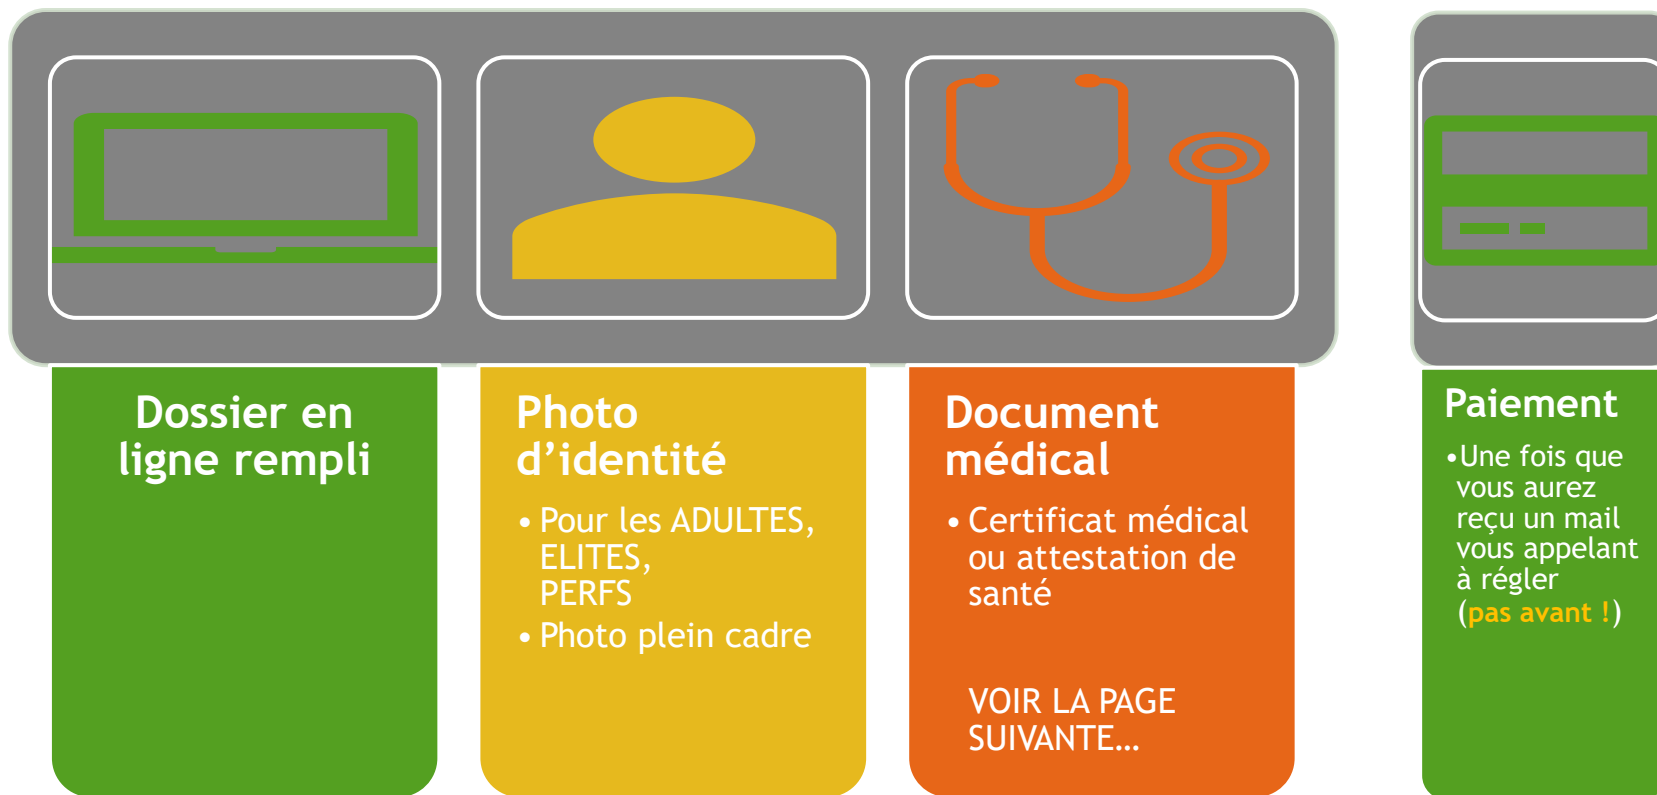 Dossier en
ligne rempli
Photo
d’identité
• Pour les ADULTES,
ELITES,
PERFS
• Photo plein cadre
Document
médical
• Certificat médical
ou attestation de
santé
VOIR LA PAGE
SUIVANTE…
Paiement
•Une fois que
vous aurez
reçu un mail
vous appelant
à régler
(pas avant !)